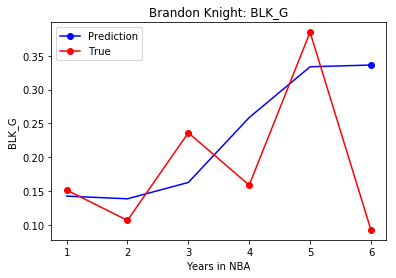 Brandon Knight: BLK_G
Prediction
True
BLK_G
0.35
0.30
0.25
0.20
0.15
0.10
1 2 3 4 5 6
Years in NBA